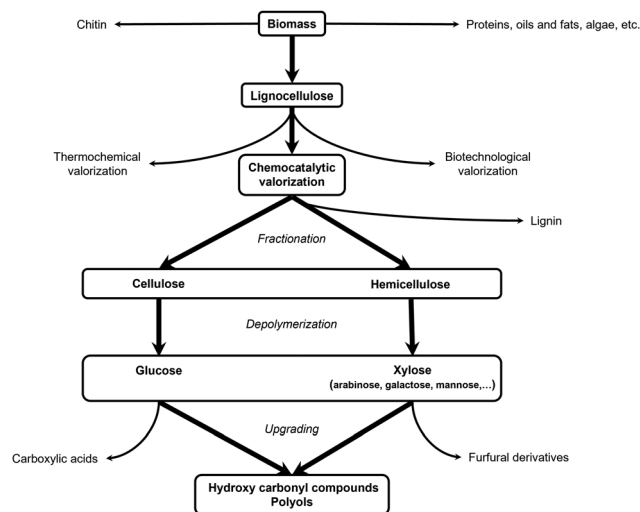 Chitin
Biomass
Proteins, oils and fats, algae, etc.
Lignocellulose
Thermochemical
valorization
Chemocatalytic
valorization
Biotechnological
valorization
Lignin
Fractionation
Cellulose
Hemicellulose
Depolymerization
Glucose
Xylose
(arabinose, galactose, mannose,...)
Upgrading
Carboxylic acids
Furfural derivatives
Hydroxy carbonyl compounds
Polyols